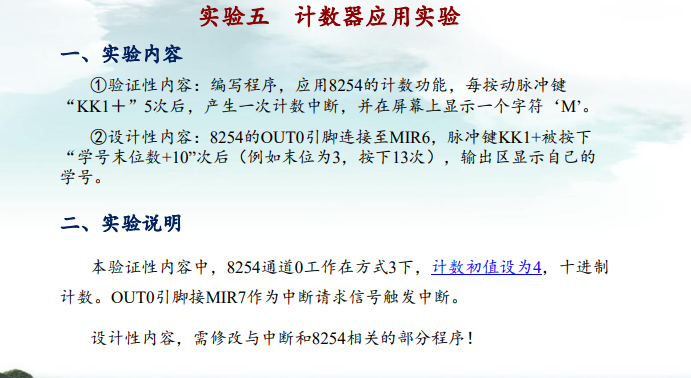 实验五 计数器应用实验
一、实验内容
①验证性内容：编写程序，应用8254的计数功能，每按动脉冲键
“KK1＋”5次后，产生一次计数中断，并在屏幕上显示一个字符‘M’。
②设计性内容：8254的OUT0引脚连接至MIR6，脉冲键KK1+被按下
“学号末位数+10”次后（例如末位为3，按下13次），输出区显示自己的
学号。
二、实验说明
本验证性内容中，8254通道0工作在方式3下，计数初值设为4，十进制
计数。OUT0引脚接MIR7作为中断请求信号触发中断。
设计性内容，需修改与中断和8254相关的部分程序！